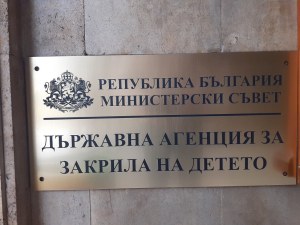 РЕПУБЛИКА БЪЛГАРИЯ
МИНИСТЕРСКИ СЪВЕТ
ДЪРЖАВНА АГЕНЦИЯ ЗА
ЗАКРИЛА НА ДЕТЕТО